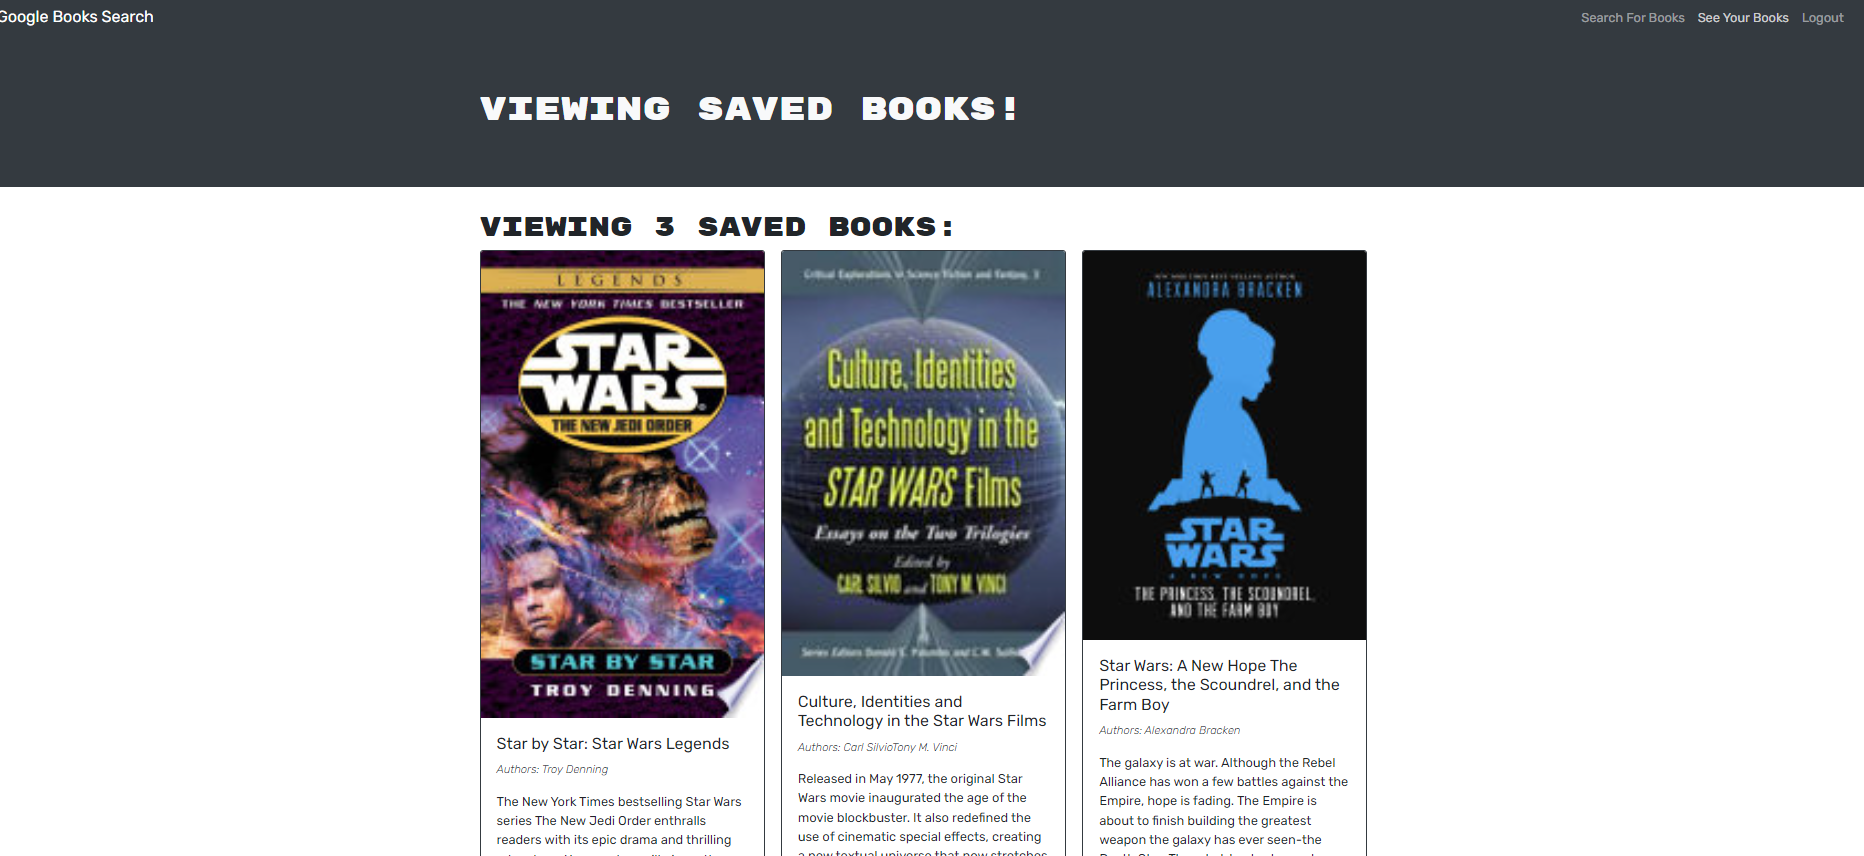 Google Books Search
Search For Books See Your Books Logout
VIEWING SAVED BOOKS!
VIEWING 3 SAVED BOOKS:
LEGENDS
THE NEW YORK TIMES BESTSELLER
STAR
WARS
THE NEW JEDI ORDER
STAR BY STAR
TROY DENNING
Star by Star: Star Wars Legends
Authors: Troy Denning
The New York Times bestselling Star Wars
series The New Jedi Order enthralls
readers with its epic drama and thrilling
Critical Explorations in Science Fiction and Fantasy, 3
Culture, Identities
and Technology in the
STAR WARS Films
Essays on the Two Trilogies
Edited by
CARL SILVIO and TONY M. VINCI
Series Editors Donald E. Palumbo and C.W.
Culture, Identities and
Technology in the Star Wars Films
Authors: Carl SilvioTony M. Vinci
Released in May 1977, the original Star
Wars movie inaugurated the age of the
movie blockbuster. It also redefined the
use of cinematic special effects, creating
a new textual universe that now stretches
NEW YORK TIMES BEST-SELLING AUTHOR
ALEXANDRA BRACKEN
STAR
WARS
A NEW HOPE
THE PRINCESS, THE SCOUNDREL,
AND THE FARM BOY
Star Wars: A New Hope The
Princess, the Scoundrel, and the
Farm Boy
Authors: Alexandra Bracken
The galaxy is at war. Although the Rebel
Alliance has won a few battles against the
Empire, hope is fading. The Empire is
about to finish building the greatest
weapon the galaxy has ever seen-the